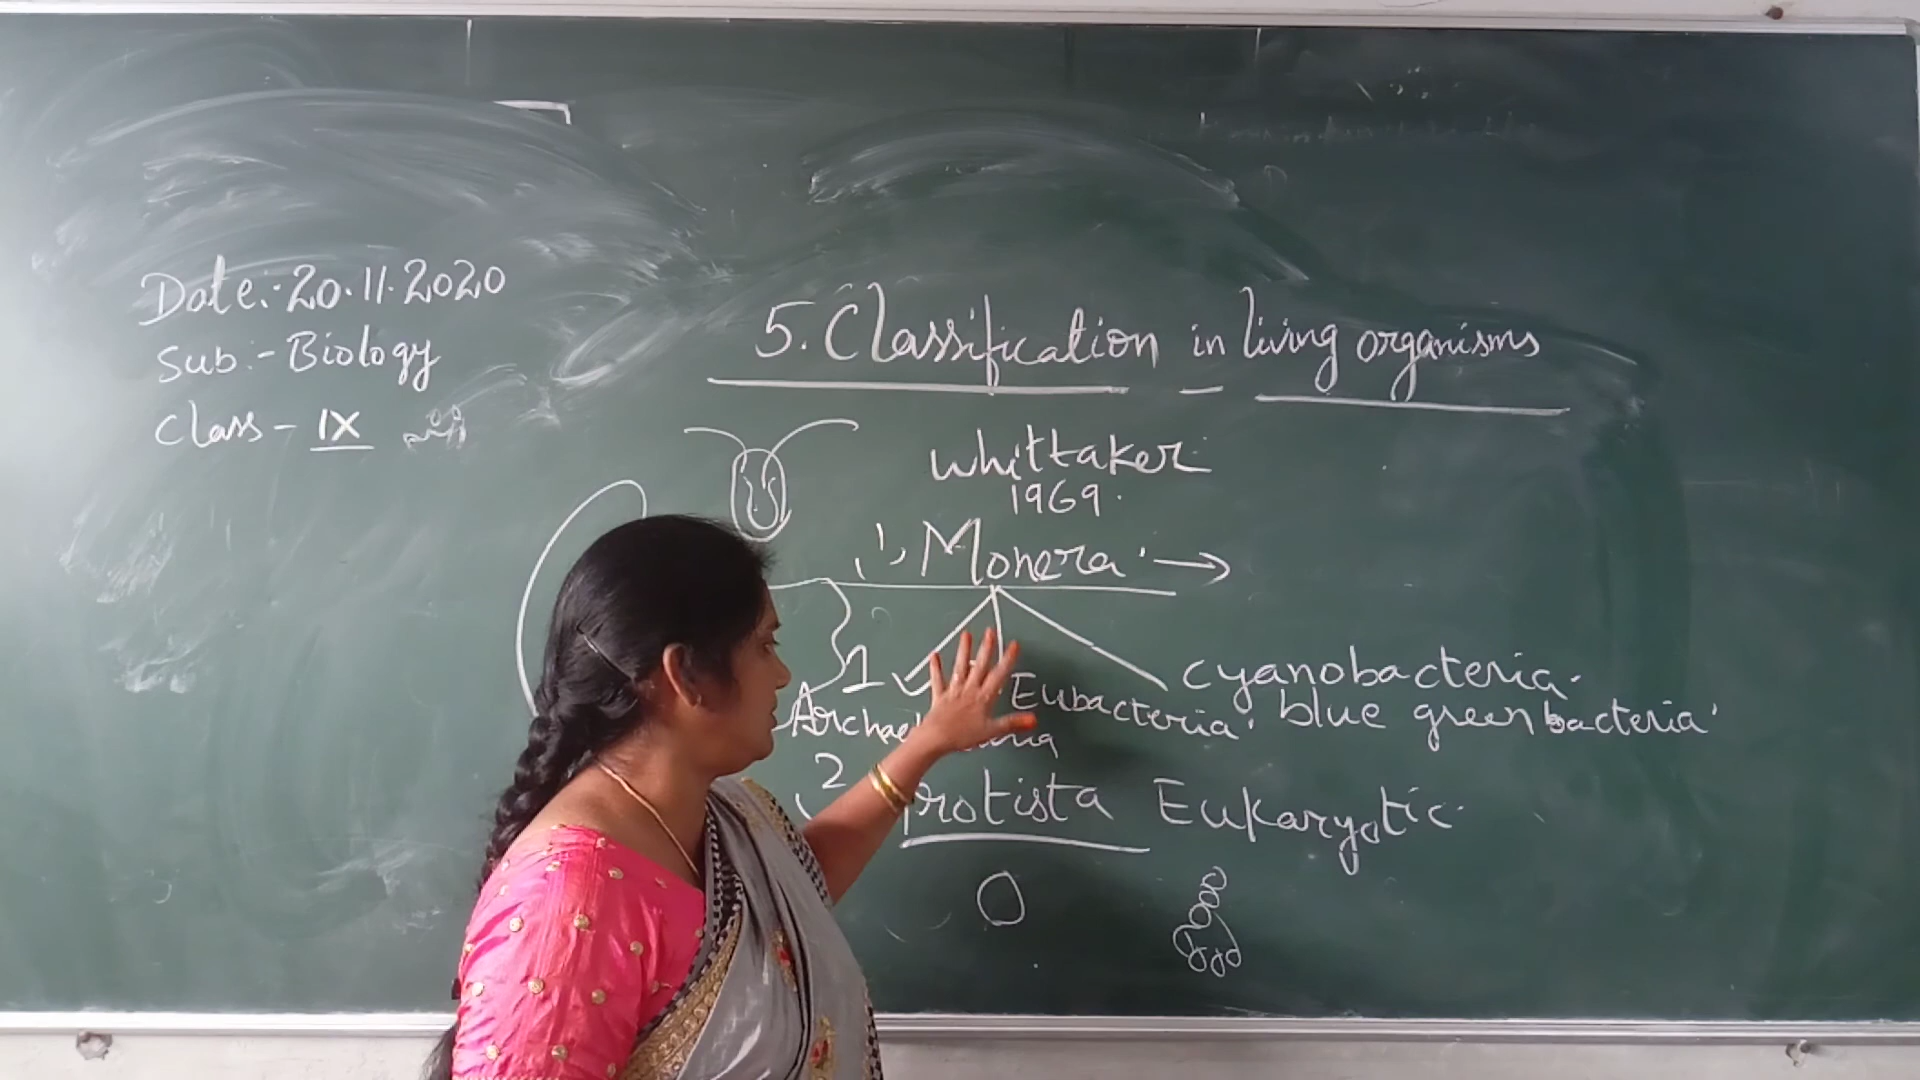 Date:- 20.11.2020
Sub:- Biology
Class - IX
5. Classification in living organisms
Whittaker
1969.
1, Monera. →
1
Eubacteria.
cyanobacteria.
blue green bacteria.
2
Protista Eukaryotic.